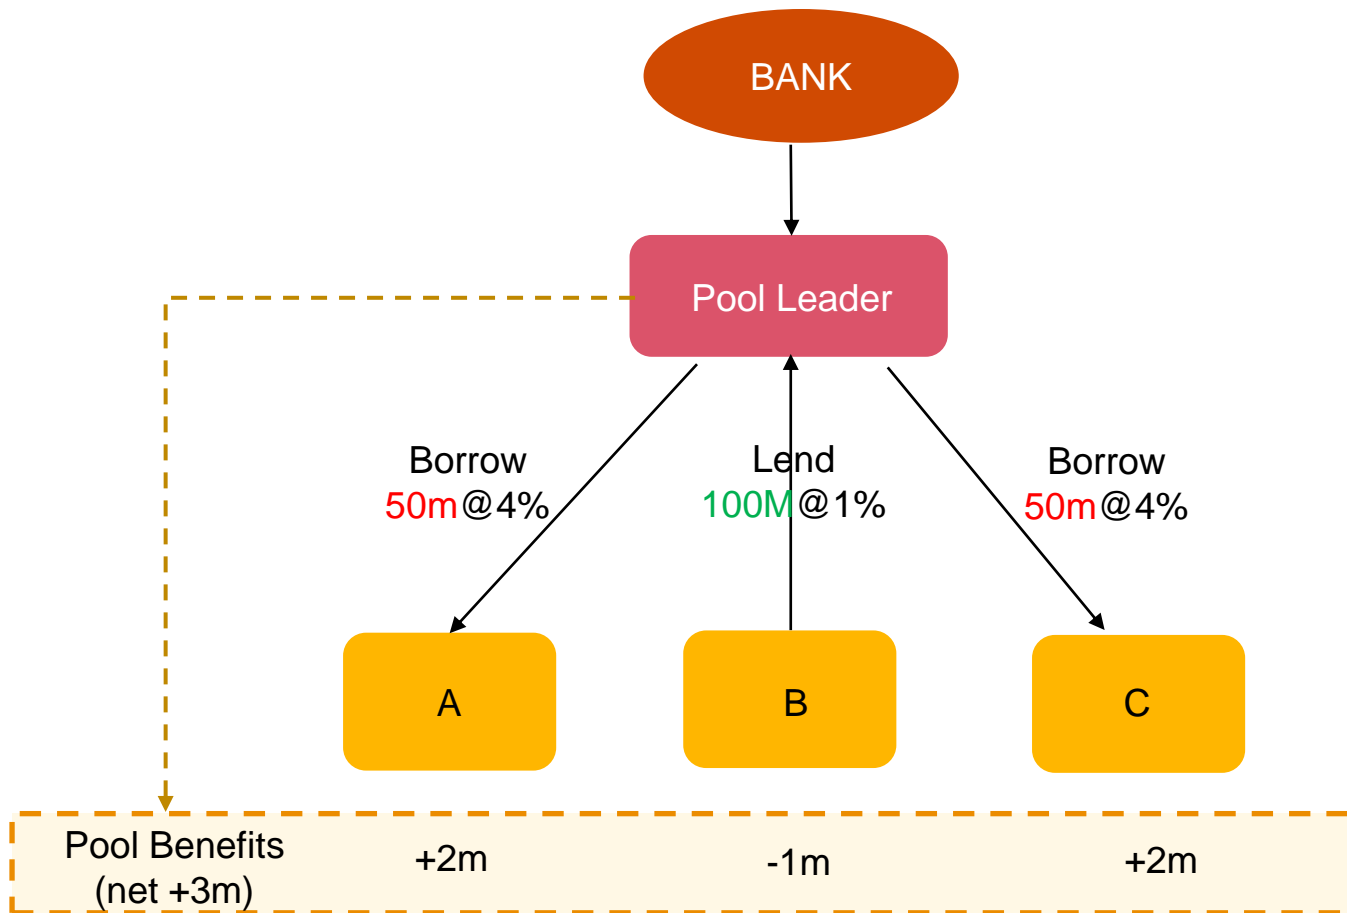 BANK
Pool Leader
Borrow
50m@4%
Lend
100M@1%
Borrow
50m@4%
A
B
C
Pool Benefits
(net +3m)
+2m
-1m
+2m